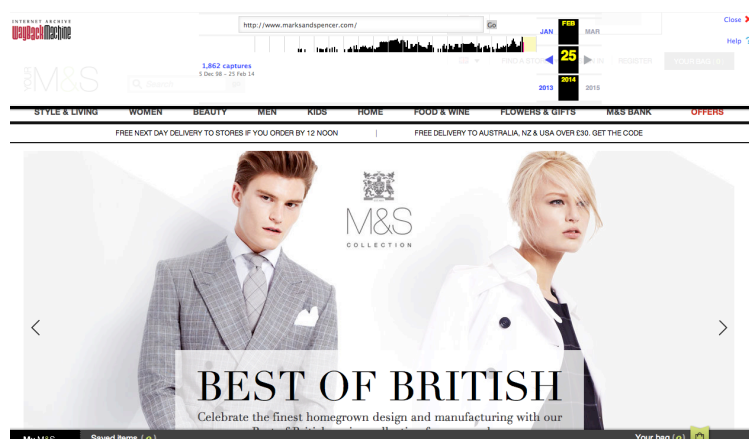 INTERNET ARCHIVE
WayBackMachine
http://www.marksandspencer.com/
Go
Close
Help ?
JAN FEB MAR
25
2013 2014 2015
1,862 captures
5 Dec 98 – 25 Feb 14
YOUR M&S
Search
FIND A STORE
SIGN IN REGISTER YOUR BAG (0)
STYLE & LIVING WOMEN BEAUTY MEN KIDS HOME FOOD & WINE FLOWERS & GIFTS M&S BANK OFFERS
FREE NEXT DAY DELIVERY TO STORES IF YOU ORDER BY 12 NOON | FREE DELIVERY TO AUSTRALIA, NZ & USA OVER £30. GET THE CODE
M&S
COLLECTION
BEST OF BRITISH
Celebrate the finest homegrown design and manufacturing with our
My M&S Saved items (0) Your bag (0)